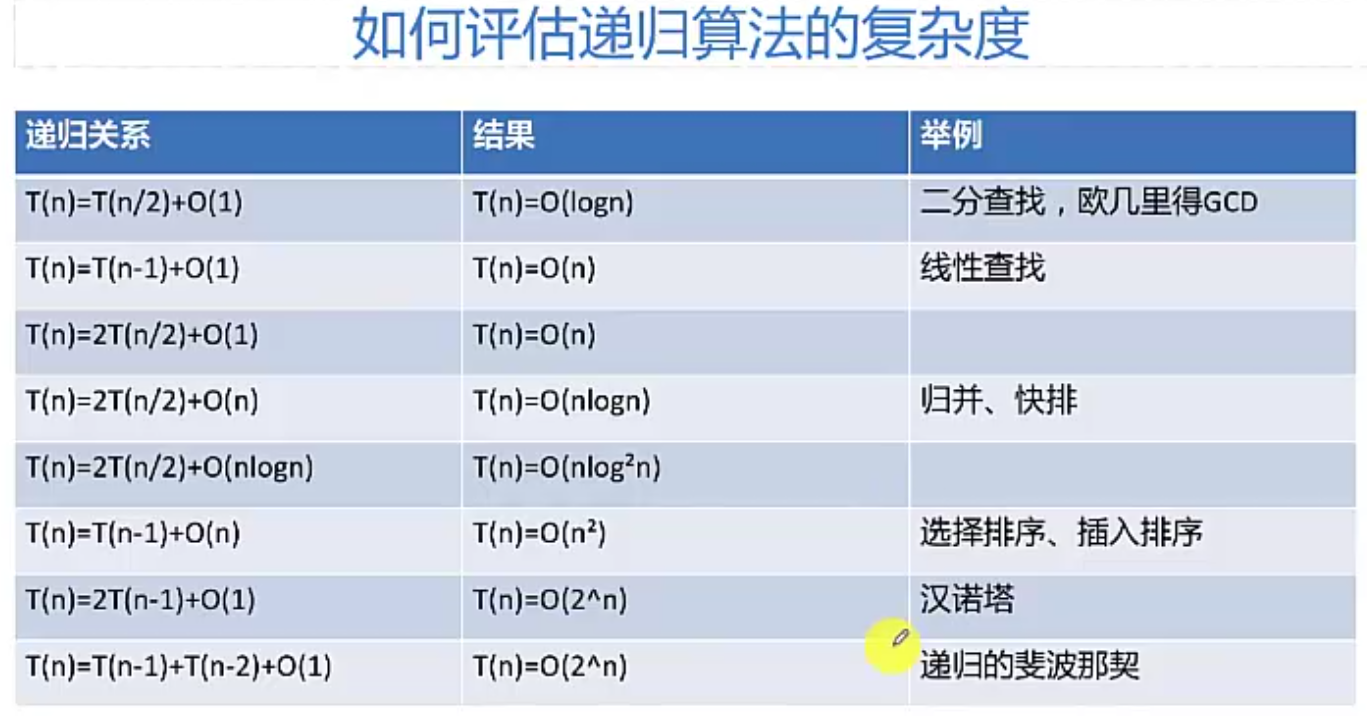 如何评估递归算法的复杂度
递归关系 结果 举例
T(n)=T(n/2)+O(1) T(n)=O(logn) 二分查找，欧几里得GCD
T(n)=T(n-1)+O(1) T(n)=O(n) 线性查找
T(n)=2T(n/2)+O(1) T(n)=O(n)
T(n)=2T(n/2)+O(n) T(n)=O(nlogn) 归并、快排
T(n)=2T(n/2)+O(nlogn) T(n)=O(nlog²n)
T(n)=T(n-1)+O(n) T(n)=O(n²) 选择排序、插入排序
T(n)=2T(n-1)+O(1) T(n)=O(2^n) 汉诺塔
T(n)=T(n-1)+T(n-2)+O(1) T(n)=O(2^n) 递归的斐波那契